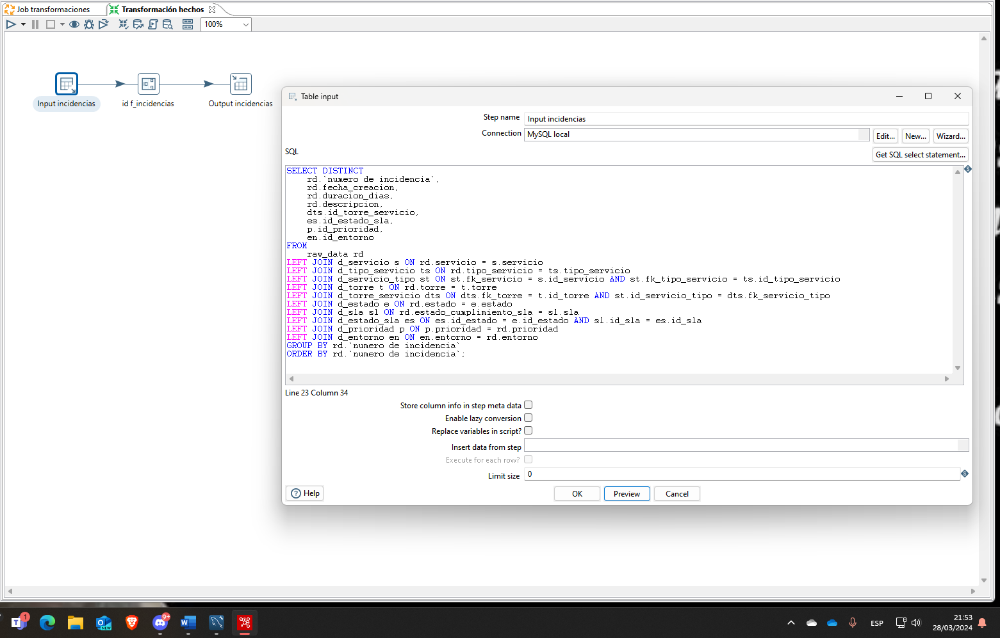 Job transformaciones
Transformación hechos
100%
Input incidencias
id f_incidencias
Output incidencias
Table input
Step name
Input incidencias
Connection
MySQL local
Edit...
New...
Wizard...
SQL
Get SQL select statement...
SELECT DISTINCT
rd.`numero de incidencia`,
rd.fecha_creacion,
rd.duracion_dias,
rd.descripcion,
dts.id_torre_servicio,
es.id_estado_sla,
p.id_prioridad,
en.id_entorno
FROM
raw_data rd
LEFT JOIN d_servicio s ON rd.servicio = s.servicio
LEFT JOIN d_tipo_servicio ts ON rd.tipo_servicio = ts.tipo_servicio
LEFT JOIN d_servicio_tipo st ON st.fk_servicio = s.id_servicio AND st.fk_tipo_servicio = ts.id_tipo_servicio
LEFT JOIN d_torre t ON rd.torre = t.torre
LEFT JOIN d_torre_servicio dts ON dts.fk_torre = t.id_torre AND st.id_servicio_tipo = dts.fk_servicio_tipo
LEFT JOIN d_estado e ON rd.estado = e.estado
LEFT JOIN d_sla sl ON rd.estado_cumplimiento_sla = sl.sla
LEFT JOIN d_estado_sla es ON es.id_estado = e.id_estado AND sl.id_sla = es.id_sla
LEFT JOIN d_prioridad p ON p.prioridad = rd.prioridad
LEFT JOIN d_entorno en ON en.entorno = rd.entorno
GROUP BY rd.`numero de incidencia`
ORDER BY rd.`numero de incidencia`;
Line 23 Column 34
Store column info in step meta data
Enable lazy conversion
Replace variables in script?
Insert data from step
Execute for each row?
Limit size
0
Help
OK
Preview
Cancel
1
9+
ESP
21:53
28/03/2024